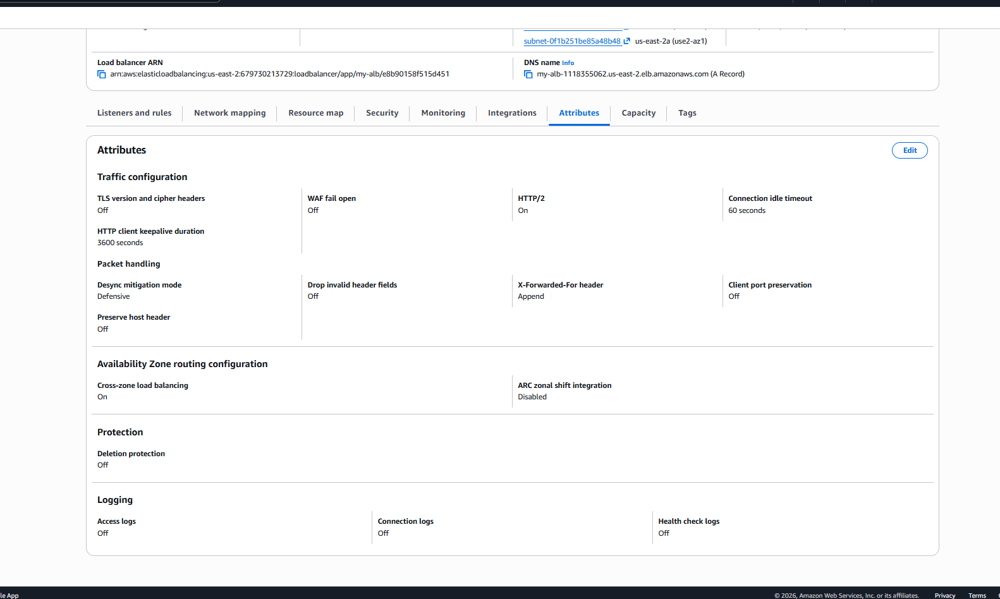 subnet-0f1b251be85a48b48 us-east-2a (use2-az1)
Load balancer ARN
arn:aws:elasticloadbalancing:us-east-2:679730213729:loadbalancer/app/my-alb/e8b90158f515d451
DNS name Info
my-alb-1118355062.us-east-2.elb.amazonaws.com (A Record)
Listeners and rules Network mapping Resource map Security Monitoring Integrations Attributes Capacity Tags
Attributes
Edit
Traffic configuration
TLS version and cipher headers
Off
WAF fail open
Off
HTTP/2
On
Connection idle timeout
60 seconds
HTTP client keepalive duration
3600 seconds
Packet handling
Desync mitigation mode
Defensive
Drop invalid header fields
Off
X-Forwarded-For header
Append
Client port preservation
Off
Preserve host header
Off
Availability Zone routing configuration
Cross-zone load balancing
On
ARC zonal shift integration
Disabled
Protection
Deletion protection
Off
Logging
Access logs
Off
Connection logs
Off
Health check logs
Off
le App
© 2026, Amazon Web Services, Inc. or its affiliates. Privacy Terms